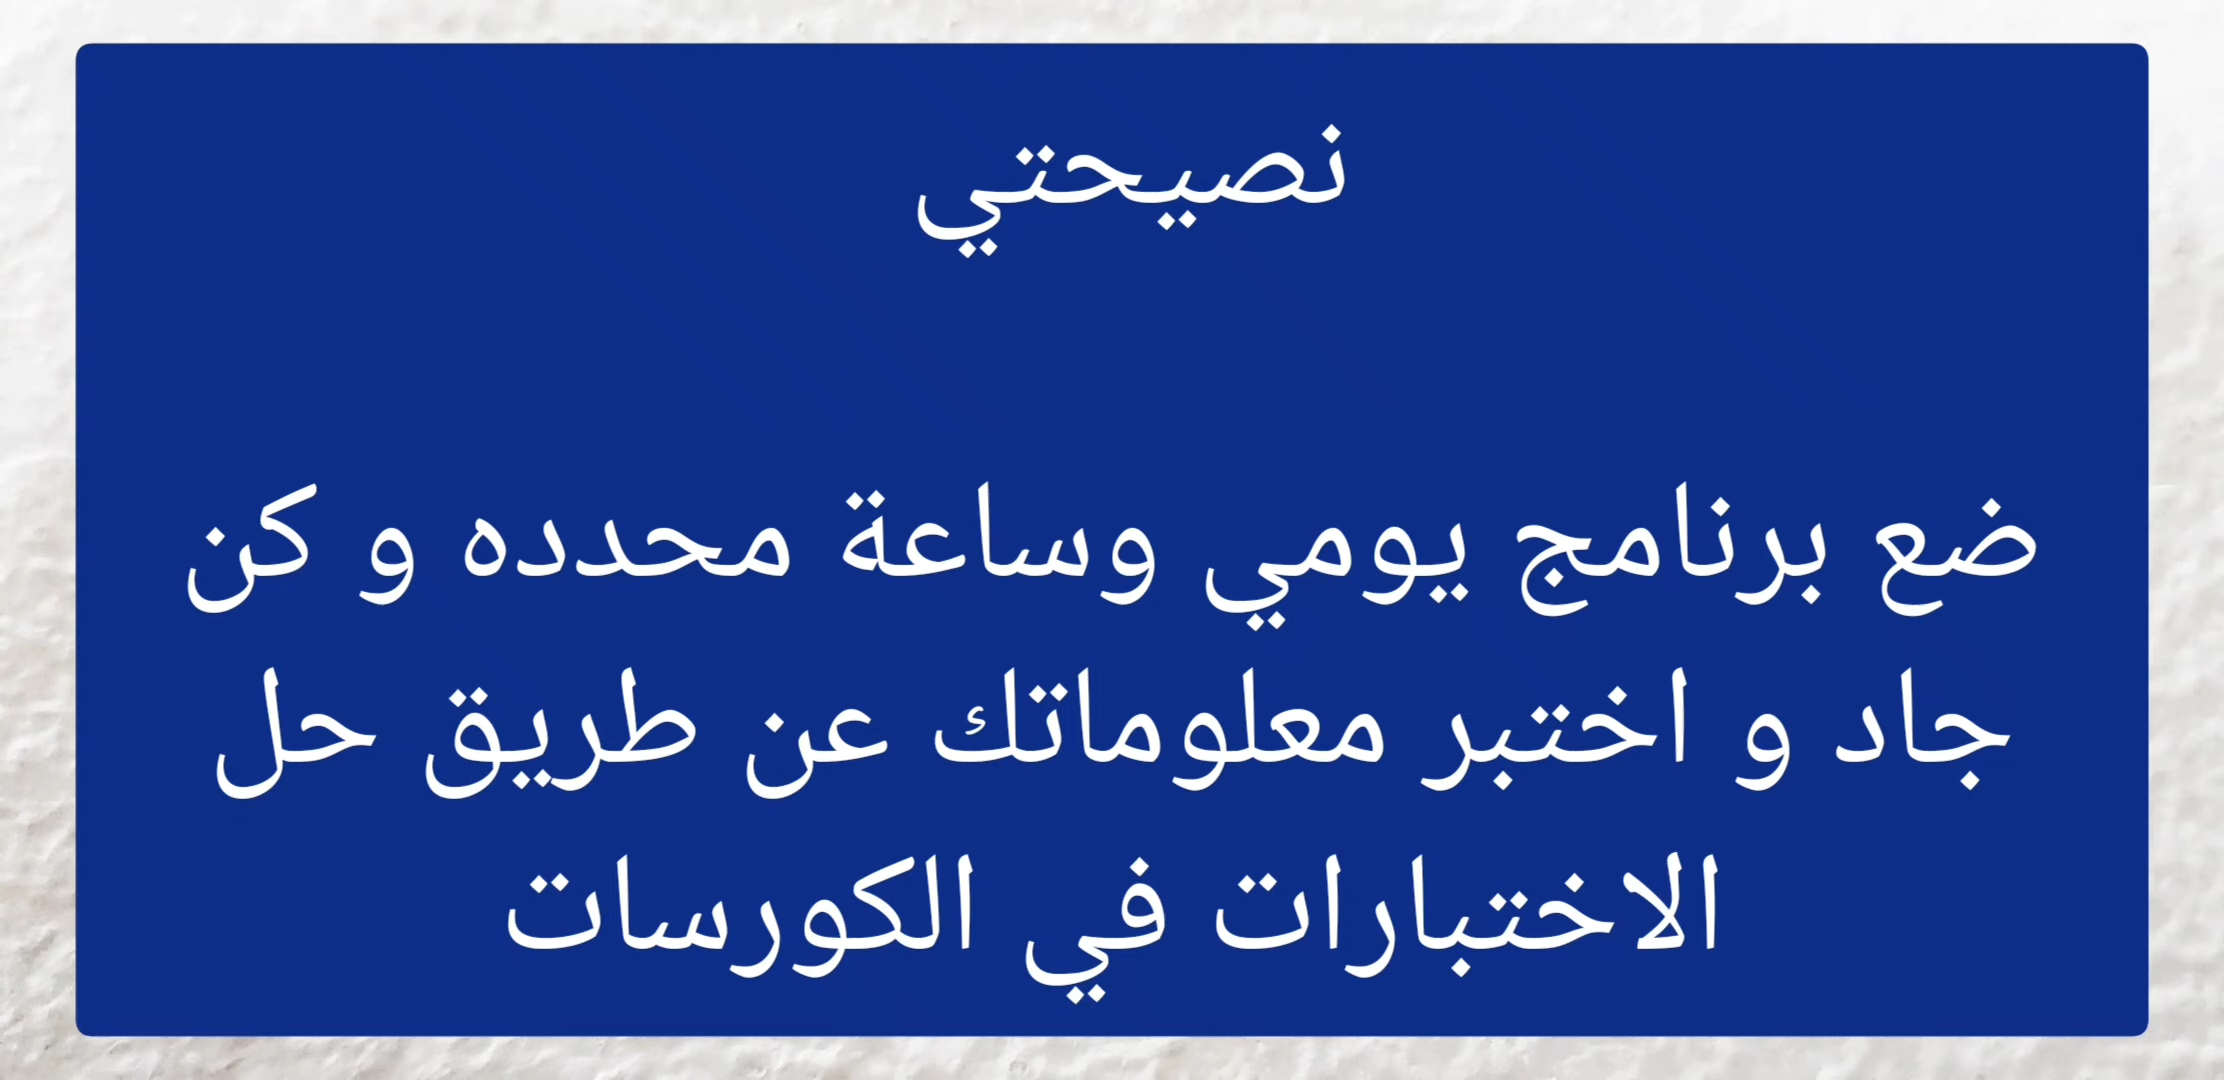 نصيحتي
ضع برنامج يومي وساعة محدده و كن
جاد و اختبر معلوماتك عن طريق حل
الاختبارات في الكورسات